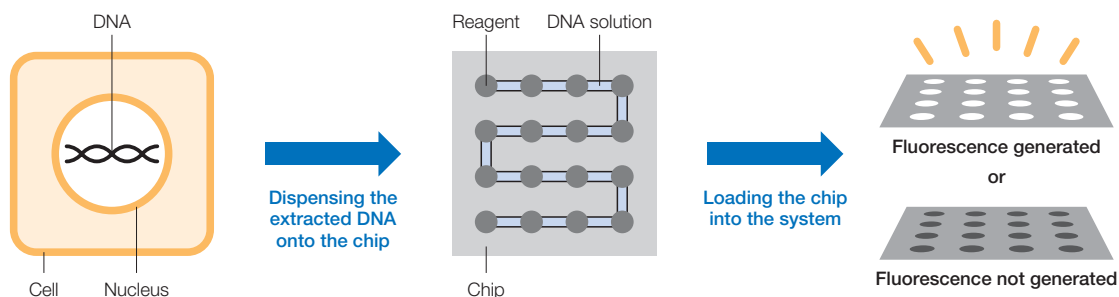 DNA
Cell
Nucleus
Dispensing the
extracted DNA
onto the chip
Reagent
DNA solution
Chip
Loading the chip
into the system
Fluorescence generated
or
Fluorescence not generated